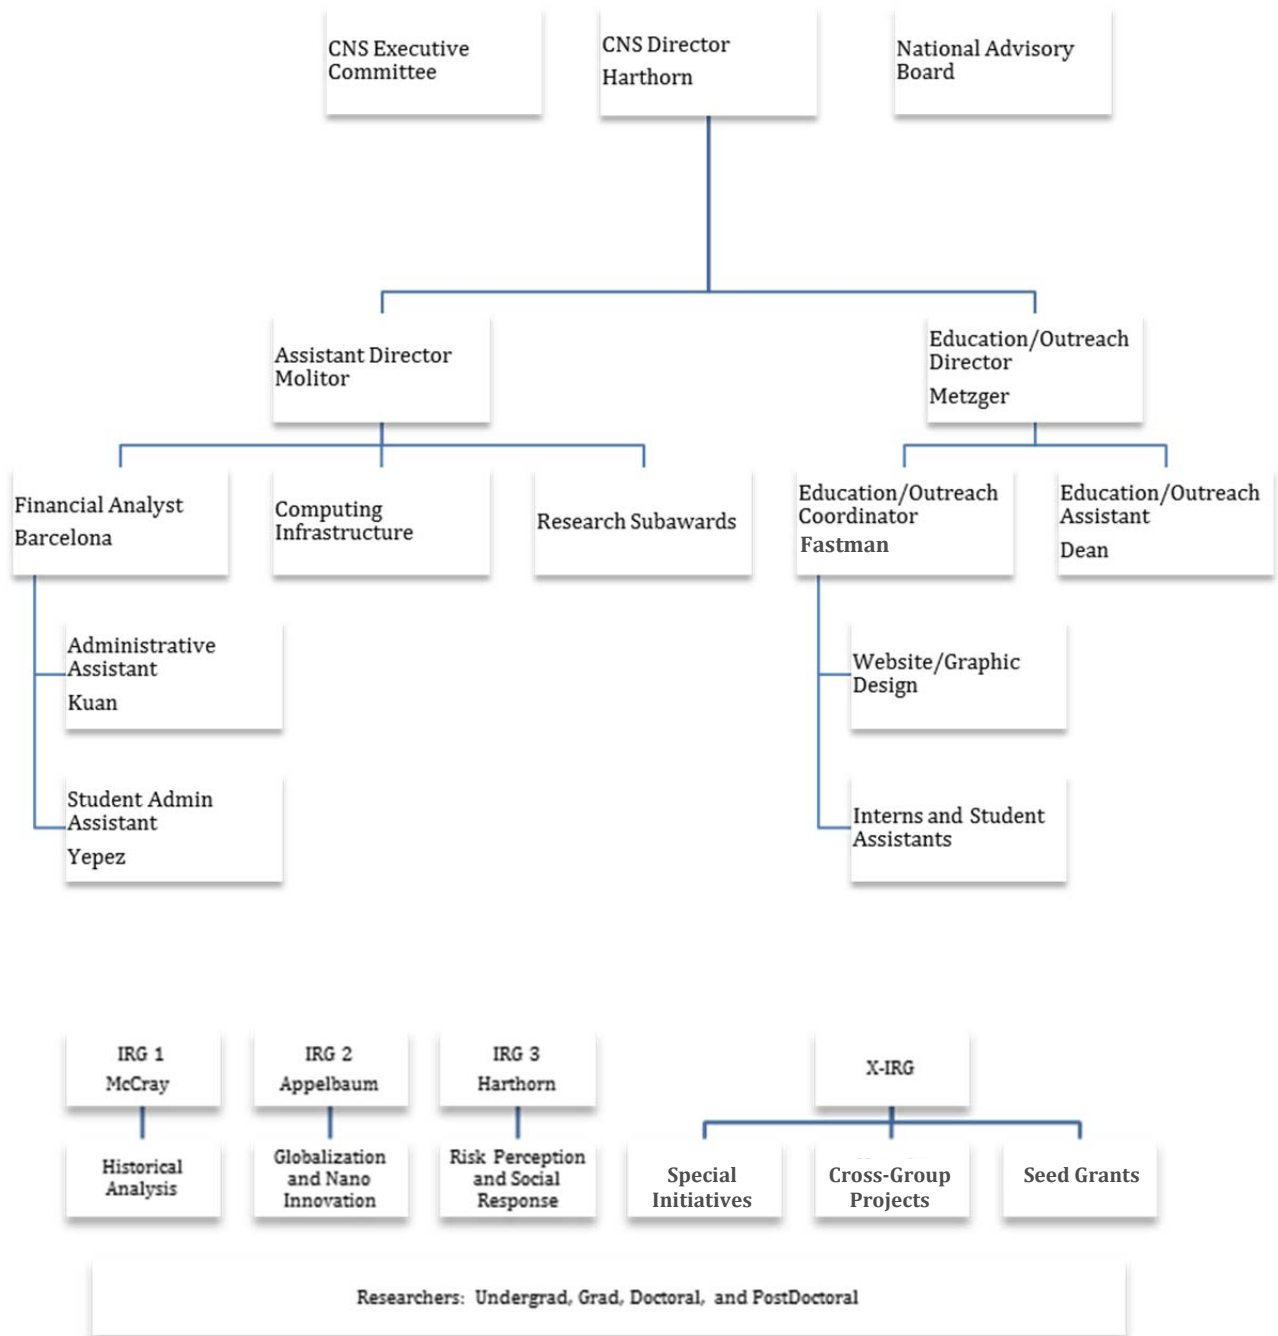 CNS Executive
Committee
CNS Director
Harthorn
National Advisory
Board
Assistant Director
Molitor
Education/Outreach
Director
Metzger
Financial Analyst
Barcelona
Computing
Infrastructure
Research Subawards
Education/Outreach
Coordinator
Fastman
Education/Outreach
Assistant
Dean
Administrative
Assistant
Kuan
Website/Graphic
Design
Student Admin
Assistant
Yepez
Interns and Student
Assistants
IRG 1
McCray
IRG 2
Appelbaum
IRG 3
Harthorn
X-IRG
Historical
Analysis
Globalization
and Nano
Innovation
Risk Perception
and Social
Response
Special
Initiatives
Cross-Group
Projects
Seed Grants
Researchers: Undergrad, Grad, Doctoral, and PostDoctoral